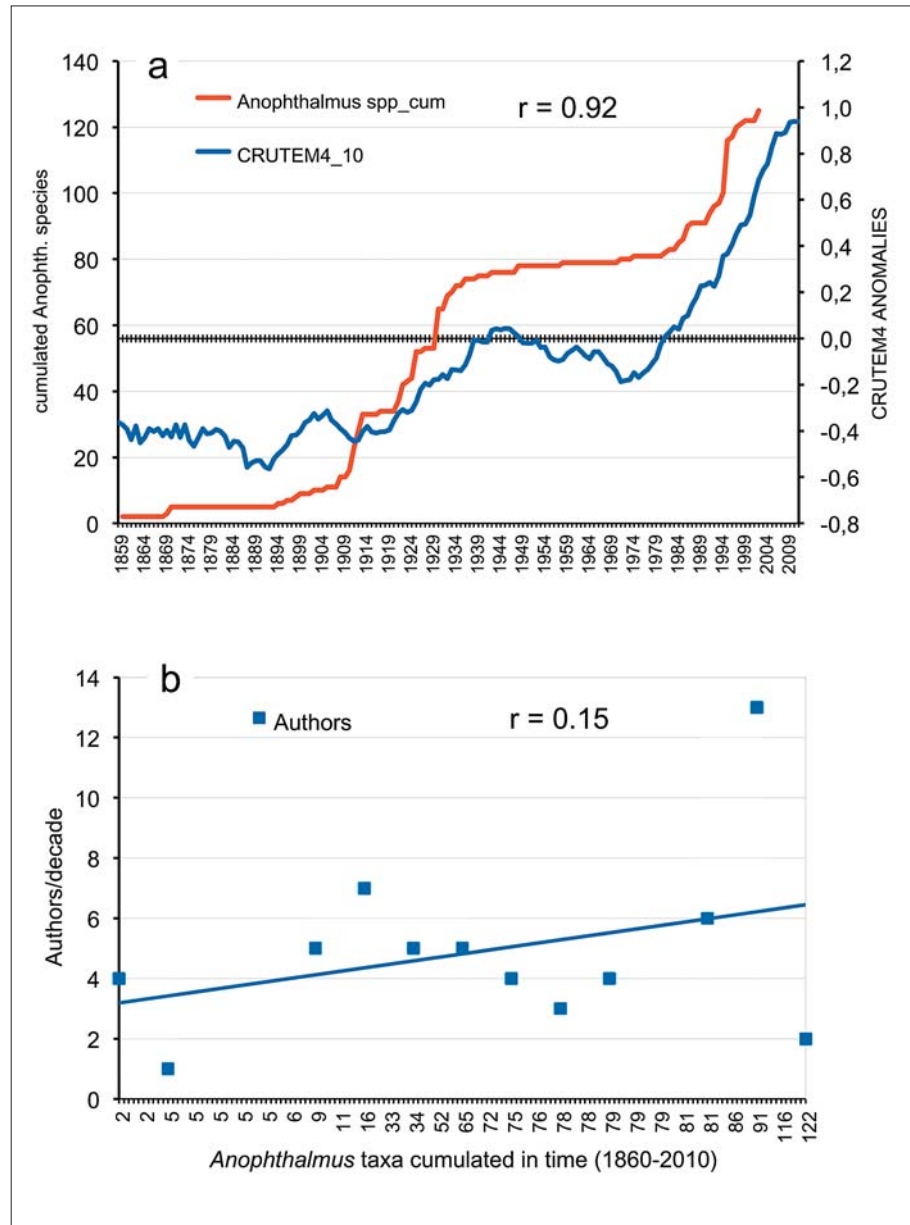 a
Anophthalmus spp_cum
CRUTEM4_10
r = 0.92
cumulated Anophth. species
140
120
100
80
60
40
20
0
1,2
1,0
0,8
0,6
0,4
0,2
0,0
-0,2
-0,4
-0,6
-0,8
CRUTEM4 ANOMALIES
1859 1864 1869 1874 1879 1884 1889 1894 1899 1904 1909 1914 1919 1924 1929 1934 1939 1944 1949 1954 1959 1964 1969 1974 1979 1984 1989 1994 1999 2004 2009
b
Authors
r = 0.15
Authors/decade
14
12
10
8
6
4
2
0
2 2 5 5 5 5 5 6 9 11 16 33 34 52 65 72 75 76 78 78 79 79 79 81 81 86 91 116 122
Anophthalmus taxa cumulated in time (1860-2010)